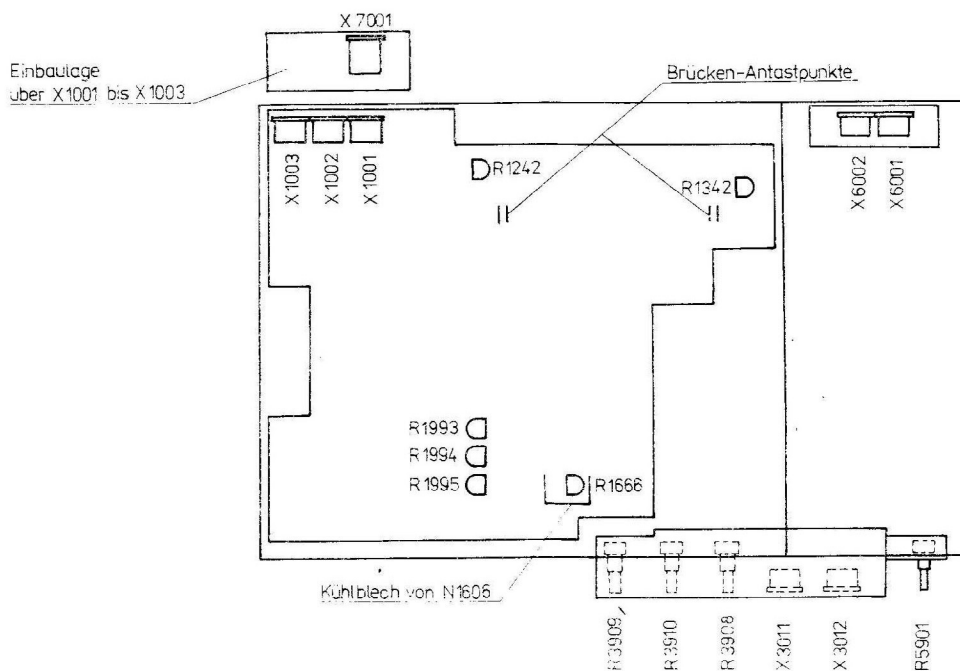 X 7001
Einbaulage
über X1001 bis X1003
Brücken-Antastpunkte
X1003
X1002
X1001
R1242
R1342
X6002
X6001
R1993
R1994
R1995
R1666
Kühlblech von N1606
R3909
R3910
R3908
X3011
X3012
R5901